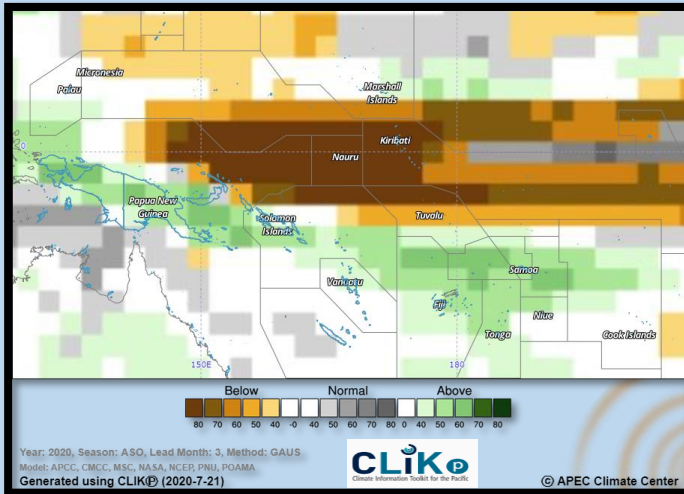 Micronesia
Palau
Marshall
Islands
0
Kiribati
Nauru
Papua New
Guinea
Solomon
Islands
Tuvalu
Vanuatu
Samoa
Fiji
Niue
Tonga
Cook Islands
150E
180
Below Normal Above
80 70 60 50 40 -0 40 50 60 70 80 0 40 50 60 70 80
Year: 2020, Season: ASO, Lead Month: 3, Method: GAUS
Model: APCC, CMCC, MSC, NASA, NCEP, PNU, POAMA
Generated using CLIKⓅ (2020-7-21)
CLIKP
Climate Information Toolkit for the Pacific
© APEC Climate Center